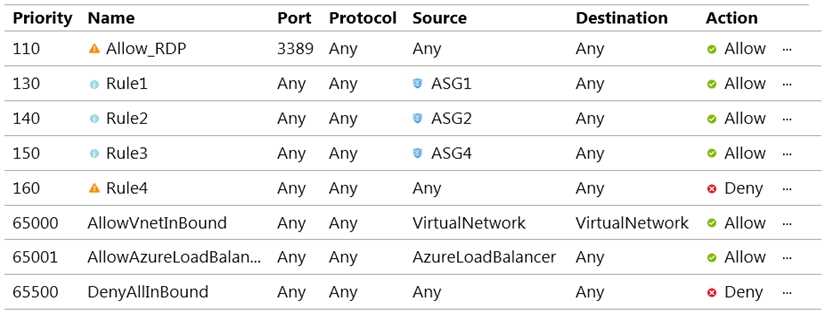 Priority Name Port Protocol Source Destination Action
110 Allow_RDP 3389 Any Any Any Allow ...
130 Rule1 Any Any ASG1 Any Allow ...
140 Rule2 Any Any ASG2 Any Allow ...
150 Rule3 Any Any ASG4 Any Allow ...
160 Rule4 Any Any Any Any Deny ...
65000 AllowVnetInBound Any Any VirtualNetwork VirtualNetwork Allow ...
65001 AllowAzureLoadBalan... Any Any AzureLoadBalancer Any Allow ...
65500 DenyAllInBound Any Any Any Any Deny ...